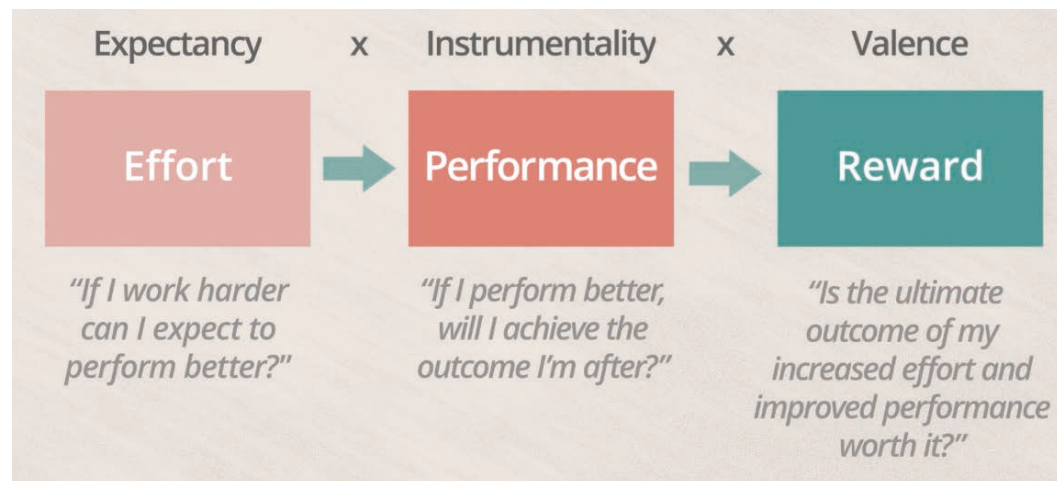 Expectancy x Instrumentality x Valence
Effort
Performance
Reward
“If I work harder
can I expect to
perform better?”
“If I perform better,
will I achieve the
outcome I’m after?”
“Is the ultimate
outcome of my
increased effort and
improved performance
worth it?”